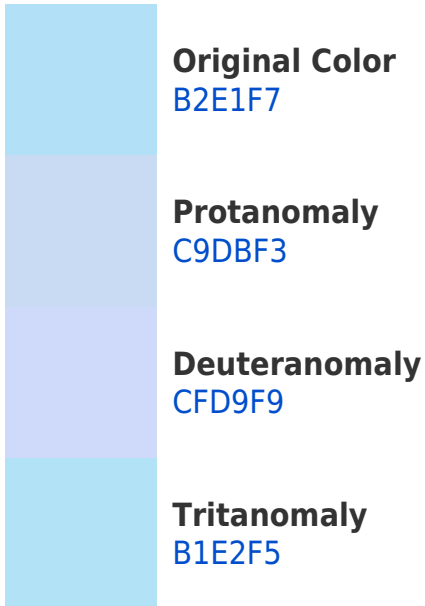 Original Color
B2E1F7
Protanomaly
C9DBF3
Deuteranomaly
CFD9F9
Tritanomaly
B1E2F5